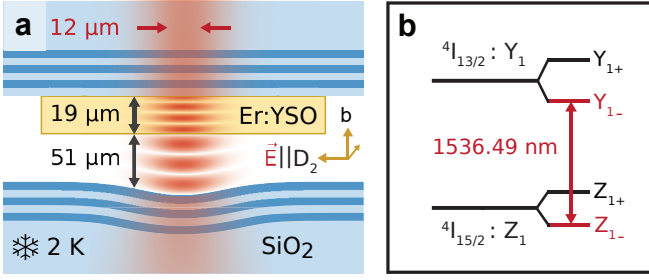 a
12 µm
19 µm
Er:YSO
b
51 µm
E||D₂
2 K
SiO₂
b
⁴I₁₃/₂ : Y₁
Y₁₊
Y₁₋
1536.49 nm
Z₁₊
⁴I₁₅/₂ : Z₁
Z₁₋